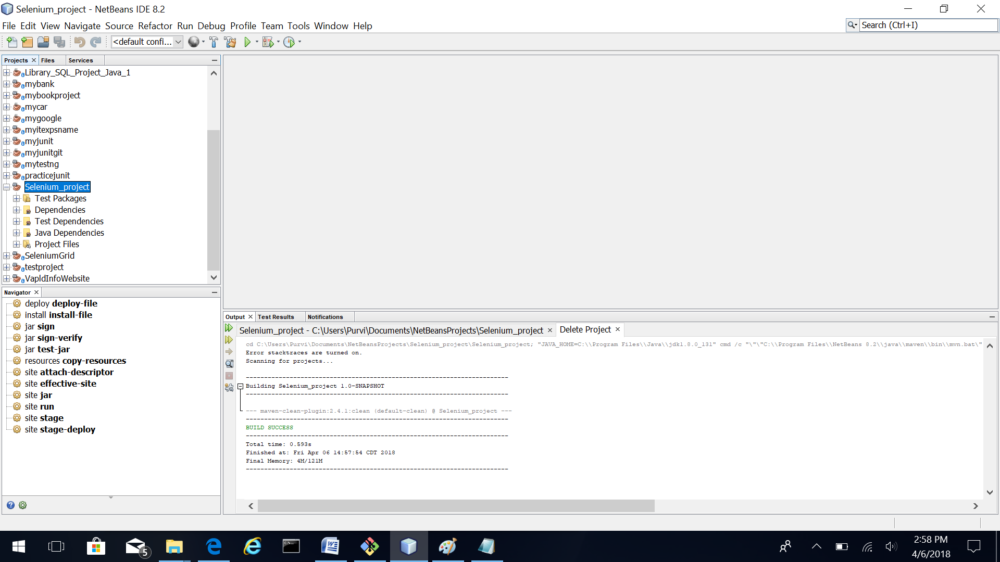 Selenium_project - NetBeans IDE 8.2
File Edit View Navigate Source Refactor Run Debug Profile Team Tools Window Help
Search (Ctrl+I)
<default confi...
Projects Files Services
Library_SQL_Project_Java_1
mybank
mybookproject
mycar
mygoogle
myitexpsname
myjunit
myjunitgit
mytestng
practicejunit
Selenium_project
Test Packages
Dependencies
Test Dependencies
Java Dependencies
Project Files
SeleniumGrid
testproject
VapldInfoWebsite
Navigator
deploy deploy-file
install install-file
jar sign
jar sign-verify
jar test-jar
resources copy-resources
site attach-descriptor
site effective-site
site jar
site run
site stage
site stage-deploy
Output Test Results Notifications
Selenium_project - C:\Users\Purvi\Documents\NetBeansProjects\Selenium_project Delete Project
cd C:\Users\Purvi\Documents\NetBeansProjects\Selenium_project\Selenium_project; "JAVA_HOME=C:\\Program Files\\Java\\jdk1.8.0_131" cmd /c "\"\"C:\\Program Files\\NetBeans 8.2\\java\\maven\\bin\\mvn.bat\"
Error stacktraces are turned on.
Scanning for projects...
------------------------------------------------------------------------
Building Selenium_project 1.0-SNAPSHOT
------------------------------------------------------------------------
--- maven-clean-plugin:2.4.1:clean (default-clean) @ Selenium_project ---
------------------------------------------------------------------------
BUILD SUCCESS
------------------------------------------------------------------------
Total time: 0.593s
Finished at: Fri Apr 06 14:57:54 CDT 2018
Final Memory: 4M/121M
------------------------------------------------------------------------
5
2:58 PM
4/6/2018